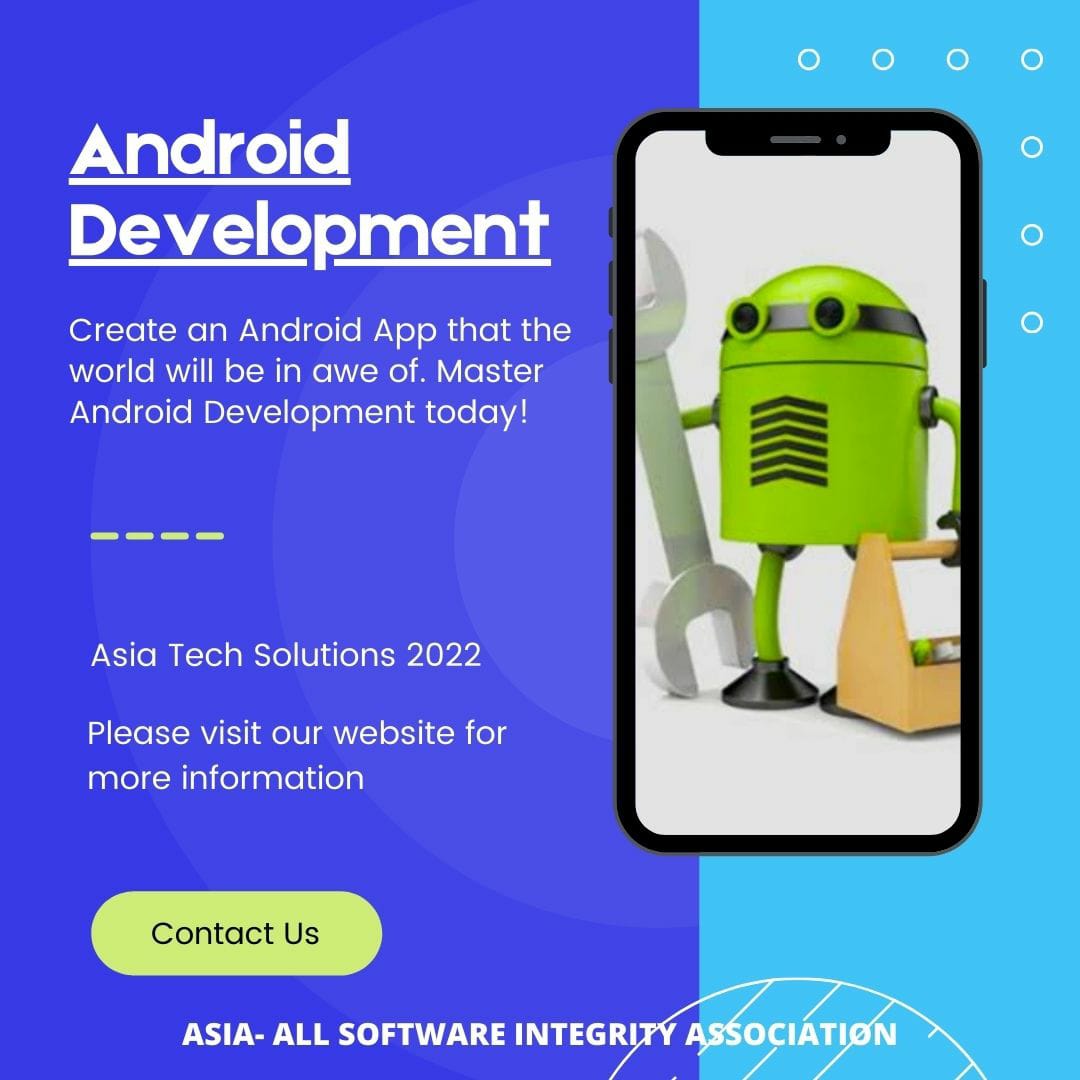 Android
Development
Create an Android App that the
world will be in awe of. Master
Android Development today!
Asia Tech Solutions 2022
Please visit our website for
more information
Contact Us
ASIA- ALL SOFTWARE INTEGRITY ASSOCIATION